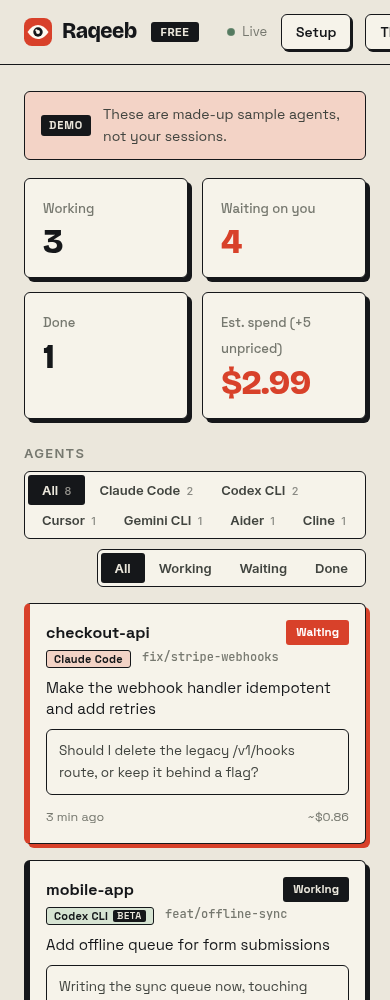 Raqeeb FREE Live Setup
DEMO
These are made-up sample agents,
not your sessions.
Working
3
Waiting on you
4
Done
1
Est. spend (+5
unpriced)
$2.99
AGENTS
All 8 Claude Code 2 Codex CLI 2
Cursor 1 Gemini CLI 1 Aider 1 Cline 1
All Working Waiting Done
checkout-api Waiting
Claude Code fix/stripe-webhooks
Make the webhook handler idempotent
and add retries
Should I delete the legacy /v1/hooks
route, or keep it behind a flag?
3 min ago ~$0.86
mobile-app Working
Codex CLI BETA feat/offline-sync
Add offline queue for form submissions
Writing the sync queue now, touching